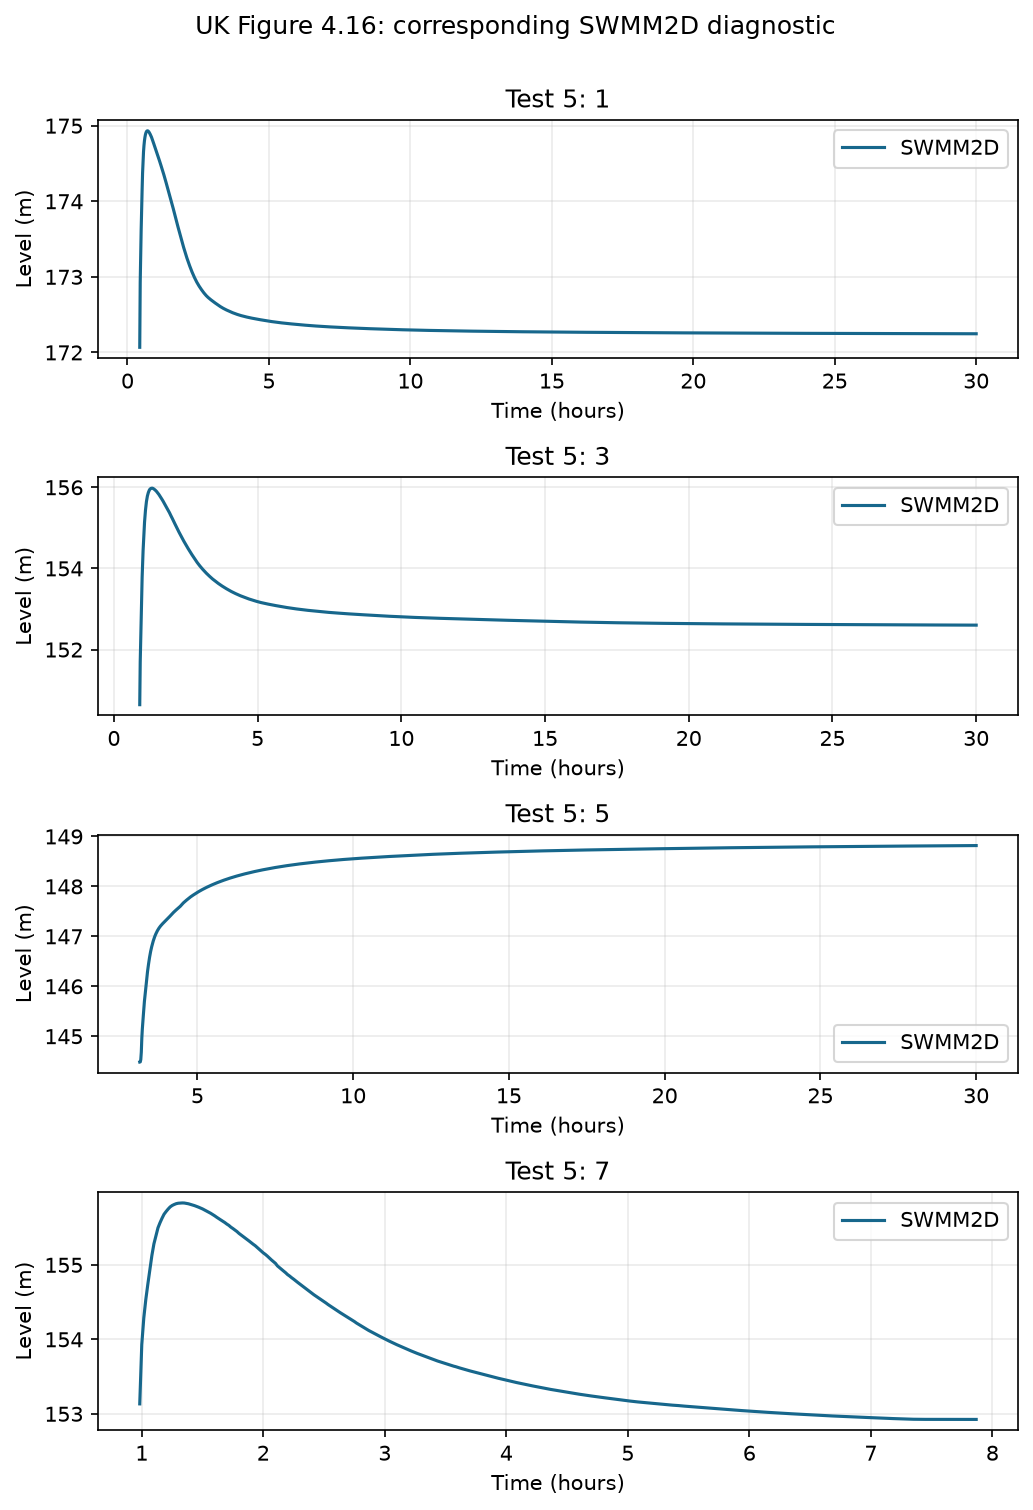 UK Figure 4.16: corresponding SWMM2D diagnostic
Test 5: 1
175
174
173
172
Level (m)
SWMM2D
0 5 10 15 20 25 30
Time (hours)
Test 5: 3
156
154
152
Level (m)
SWMM2D
0 5 10 15 20 25 30
Time (hours)
Test 5: 5
149
148
147
146
145
Level (m)
SWMM2D
5 10 15 20 25 30
Time (hours)
Test 5: 7
155
154
153
Level (m)
SWMM2D
1 2 3 4 5 6 7 8
Time (hours)